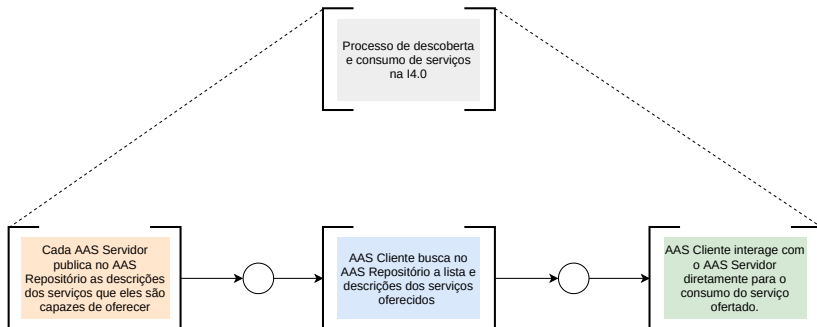 Processo de descoberta
e consumo de serviços
na I4.0
Cada AAS Servidor
publica no AAS
Repositório as descrições
dos serviços que eles são
capazes de oferecer
AAS Cliente busca no
AAS Repositório a lista e
descrições dos serviços
oferecidos
AAS Cliente interage com
o AAS Servidor
diretamente para o
consumo do serviço
ofertado.